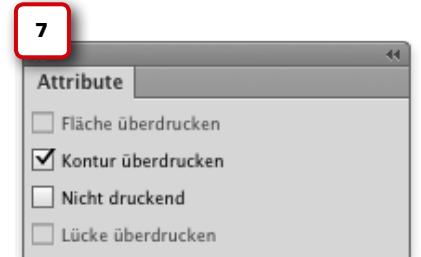 7
Attribute
Fläche überdrucken
Kontur überdrucken
Nicht druckend
Lücke überdrucken